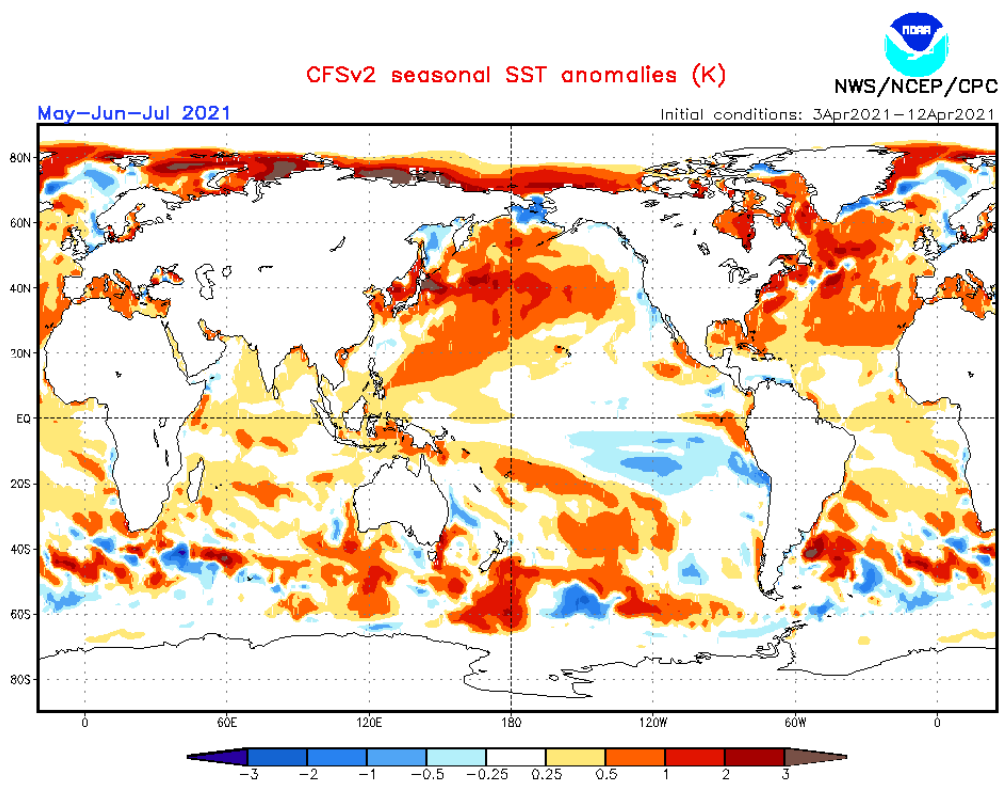 NOAA
CFSv2 seasonal SST anomalies (K)
NWS/NCEP/CPC
May-Jun-Jul 2021
Initial conditions: 3Apr2021-12Apr2021
80N
60N
40N
20N
EQ
20S
40S
60S
80S
0 60E 120E 180 120W 60W 0
-3 -2 -1 -0.5 -0.25 0.25 0.5 1 2 3